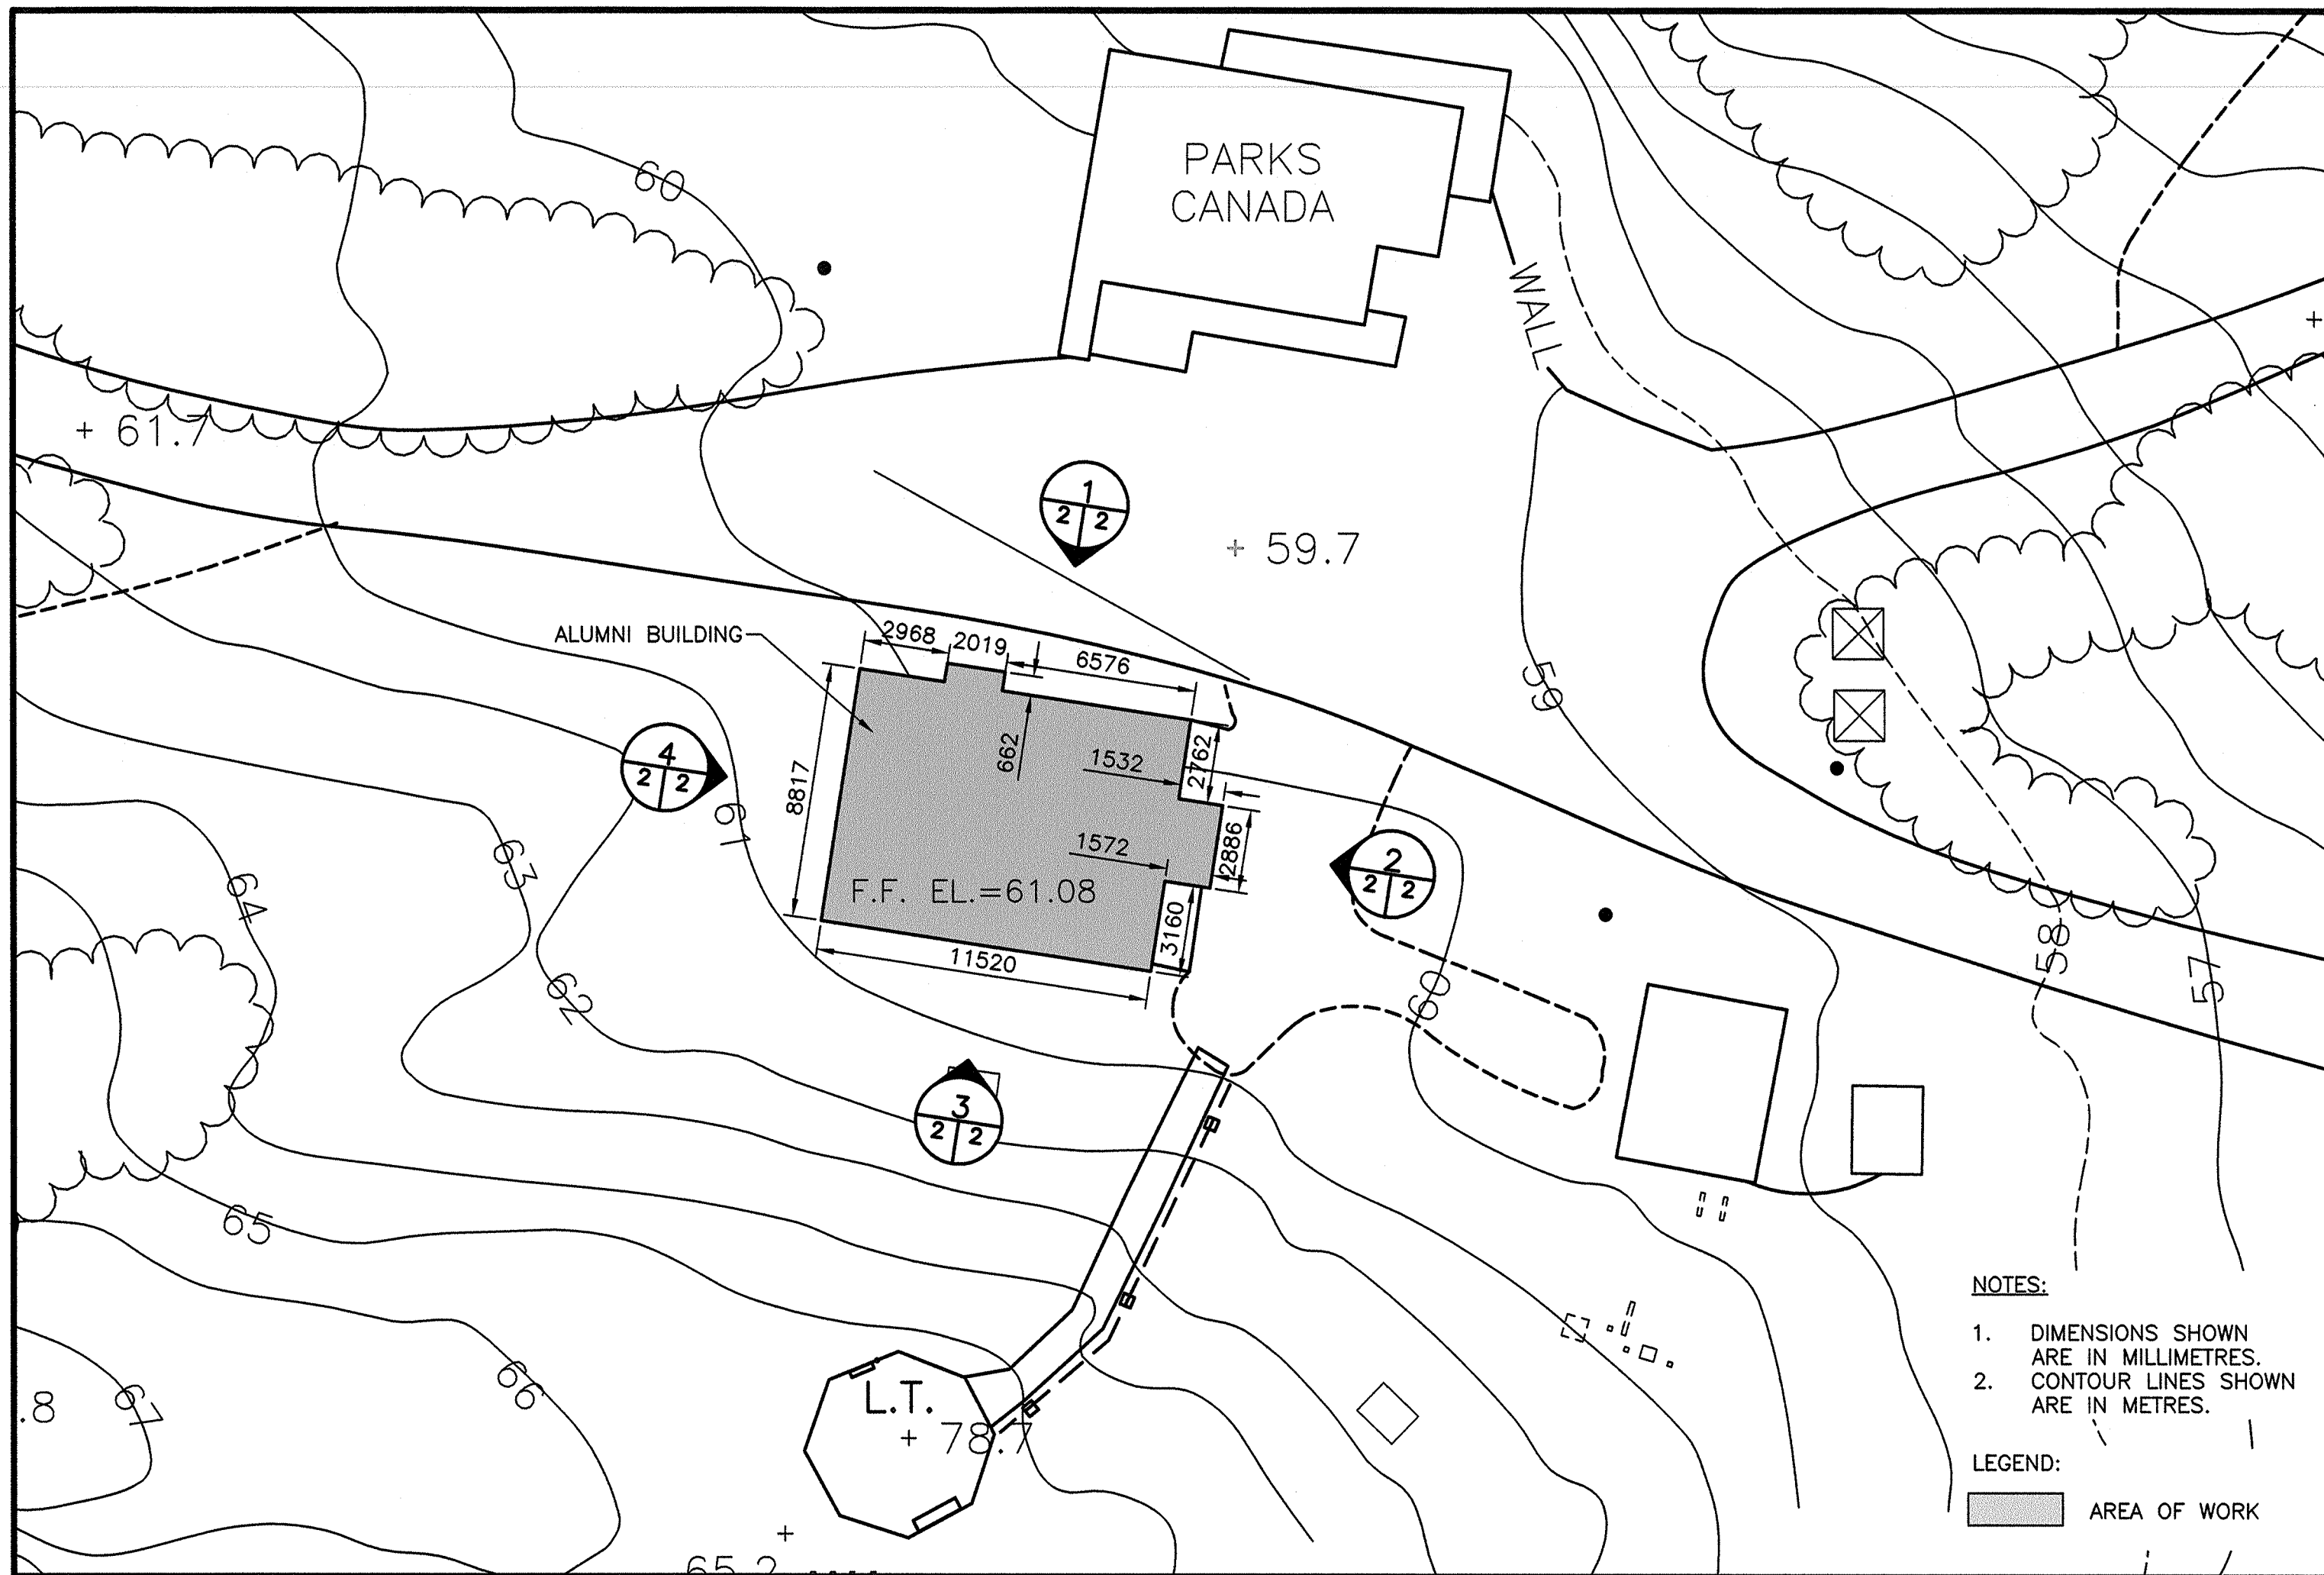 PARKS
CANADA
60
WALL
+ 61.7
1
2 2
+ 59.7
ALUMNI BUILDING
2968
2019
6576
59
662
1532
2762
4
2 2
8817
61
1572
2886
2
2 2
63
64
F.F. EL.=61.08
3160
11520
58
57
62
60
3
2 2
65
NOTES:
1. DIMENSIONS SHOWN
ARE IN MILLIMETRES.
2. CONTOUR LINES SHOWN
ARE IN METRES.
66
67
.8
L.T.
+ 78.7
LEGEND:
AREA OF WORK
+
65.2